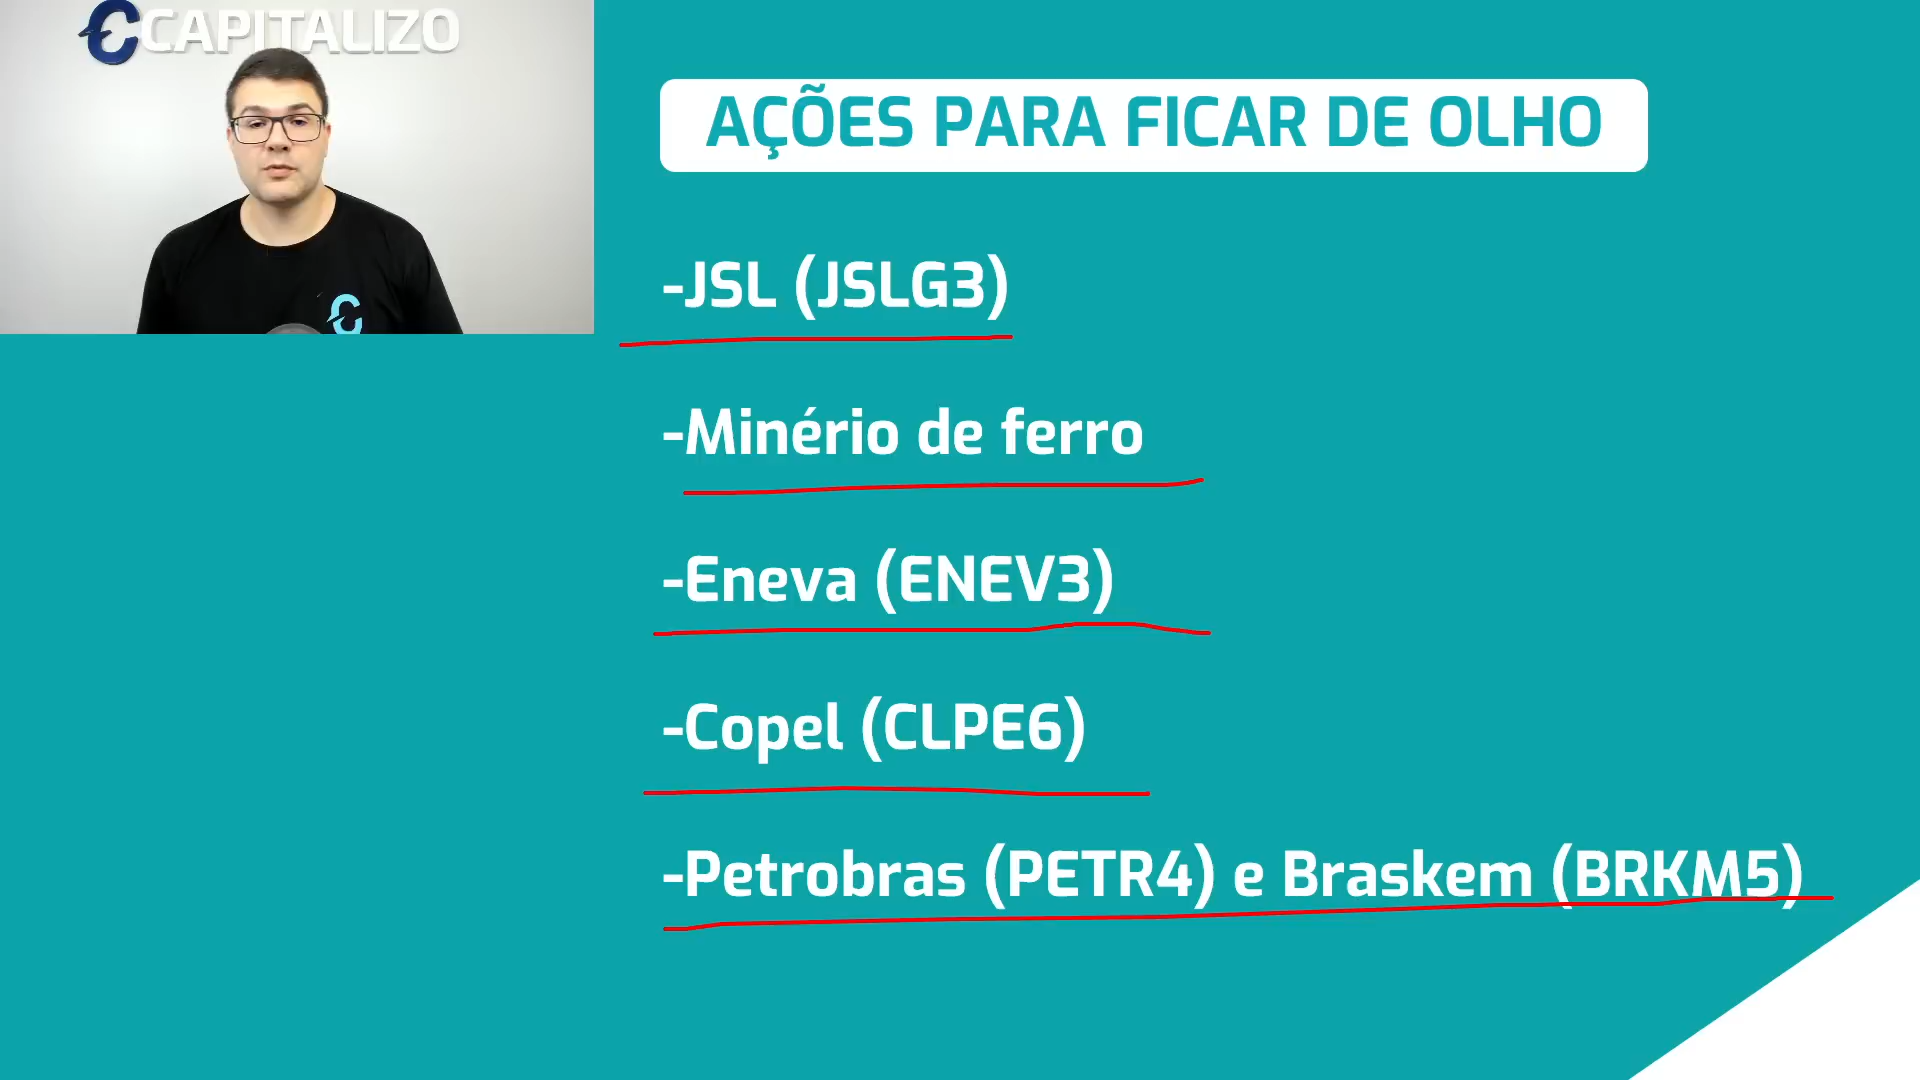 CAPITALIZO
AÇÕES PARA FICAR DE OLHO
-JSL (JSLG3)
-Minério de ferro
-Eneva (ENEV3)
-Copel (CLPE6)
-Petrobras (PETR4) e Braskem (BRKM5)